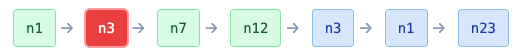 n1 → n3 → n7 → n12 → n3 → n1 → n23